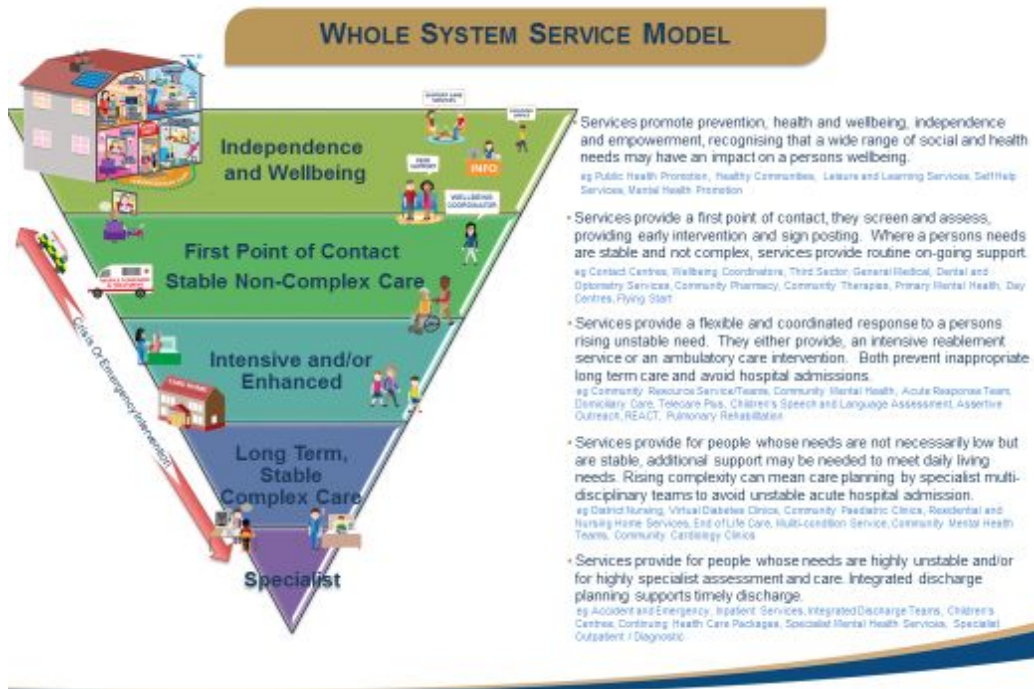 WHOLE SYSTEM SERVICE MODEL
Independence
and Wellbeing
INFO
PEER
SUPPORT
WELLBEING
COORDINATOR
First Point of Contact
Stable Non-Complex Care
Intensive and/or
Enhanced
CARE HOME
Long Term,
Stable
Complex Care
Specialist
Crisis Or Emergency Intervention
• Services promote prevention, health and wellbeing, independence
and empowerment, recognising that a wide range of social and health
needs may have an impact on a persons wellbeing.
eg Public Health Promotion, Healthy Communities, Leisure and Learning Services, Self Help
Services, Mental Health Promotion
• Services provide a first point of contact, they screen and assess,
providing early intervention and sign posting. Where a persons needs
are stable and not complex, services provide routine on-going support
eg Contact Centres, Wellbeing Coordinators, Third Sector, General Medical, Dental and
Optometry Services, Community Pharmacy, Community Therapies, Primary Mental Health, Day
Centres, Flying Start
• Services provide a flexible and coordinated response to a persons
rising unstable need. They either provide, an intensive reablement
service or an ambulatory care intervention. Both prevent inappropriate
long term care and avoid hospital admissions.
eg Community Resource Service/Teams, Community Mental Health, Acute Response Team,
Domiciliary Care, Telecare Plus, Children's Speech and Language Assessment, Assertive
Outreach, REACT, Pulmonary Rehabilitation
• Services provide for people whose needs are not necessarily low but
are stable, additional support may be needed to meet daily living
needs. Rising complexity can mean care planning by specialist multi-
disciplinary teams to avoid unstable acute hospital admission.
eg District Nursing, Virtual Diabetes Clinics, Community Paediatric Clinics, Residential and
Nursing Home Services, End of Life Care, Multi-condition Service, Community Mental Health
Teams, Community Cardiology Clinics
• Services provide for people whose needs are highly unstable and/or
for highly specialist assessment and care. Integrated discharge
planning supports timely discharge.
eg Accident and Emergency, Inpatient Services, Integrated Discharge Teams, Children's
Centres, Continuing Health Care Packages, Specialist Mental Health Services, Specialist
Outpatient / Diagnostic